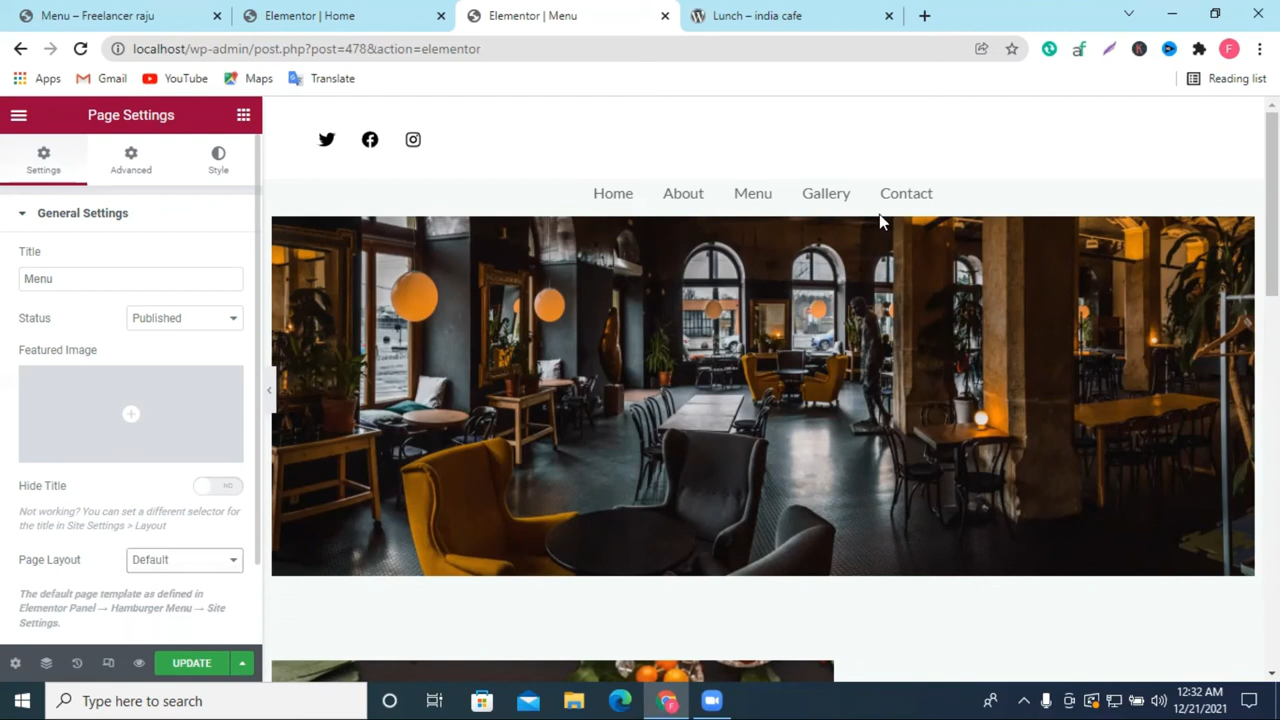 Menu – Freelancer raju
Elementor | Home
Elementor | Menu
Lunch – india cafe
localhost/wp-admin/post.php?post=478&action=elementor
F
Apps
Gmail
YouTube
Maps
Translate
Reading list
Page Settings
Settings
Advanced
Style
General Settings
Title
Menu
Status
Published
Featured Image
Hide Title
NO
Not working? You can set a different selector for
the title in Site Settings > Layout
Page Layout
Default
The default page template as defined in
Elementor Panel → Hamburger Menu → Site
Settings.
UPDATE
Home
About
Menu
Gallery
Contact
Type here to search
12:32 AM
12/21/2021